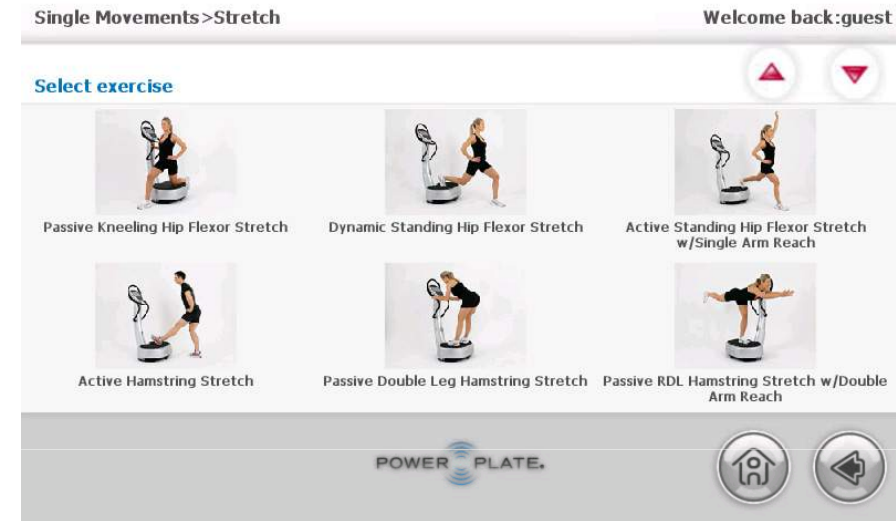 Single Movements>Stretch
Welcome back:guest
Select exercise
Passive Kneeling Hip Flexor Stretch
Dynamic Standing Hip Flexor Stretch
Active Standing Hip Flexor Stretch
w/Single Arm Reach
Active Hamstring Stretch
Passive Double Leg Hamstring Stretch
Passive RDL Hamstring Stretch w/Double
Arm Reach
POWER PLATE.